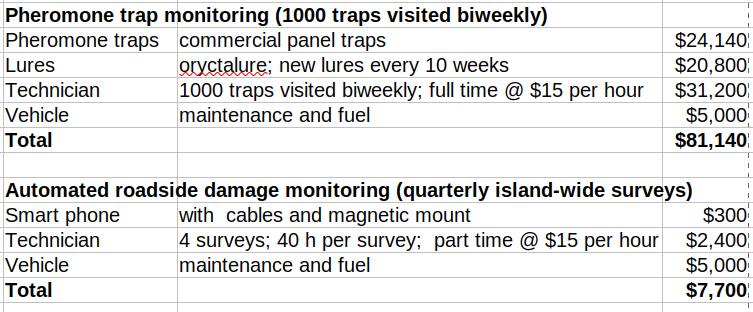 Pheromone trap monitoring (1000 traps visited biweekly)
Pheromone traps commercial panel traps $24,140
Lures oryctalure; new lures every 10 weeks $20,800
Technician 1000 traps visited biweekly; full time @ $15 per hour $31,200
Vehicle maintenance and fuel $5,000
Total $81,140
Automated roadside damage monitoring (quarterly island-wide surveys)
Smart phone with  cables and magnetic mount $300
Technician 4 surveys; 40 h per survey;  part time @ $15 per hour $2,400
Vehicle maintenance and fuel $5,000
Total $7,700